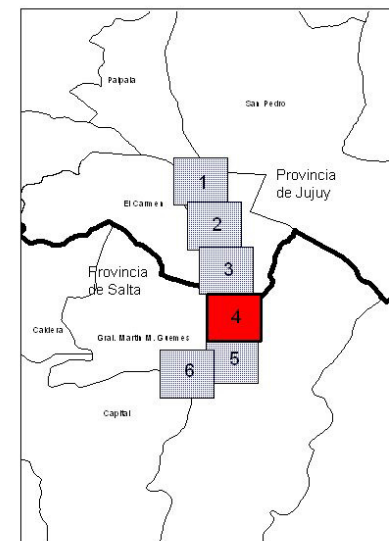 Palpala
San Pedro
1
Provincia
de Jujuy
El Carmen
2
3
Provincia
de Salta
4
Caldera
Gral. Martin M. Guemes
5
6
Capital